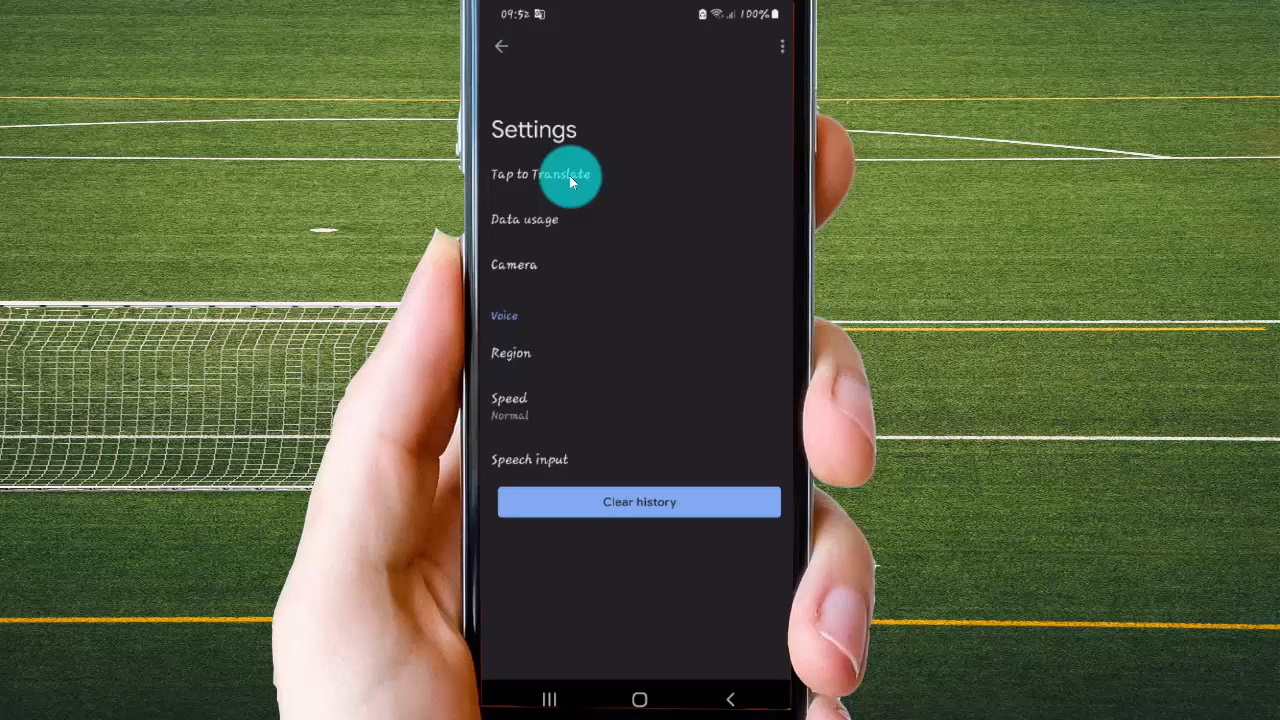 09:52 100%
Settings
Tap to Translate
Data usage
Camera
Voice
Region
Speed
Normal
Speech input
Clear history